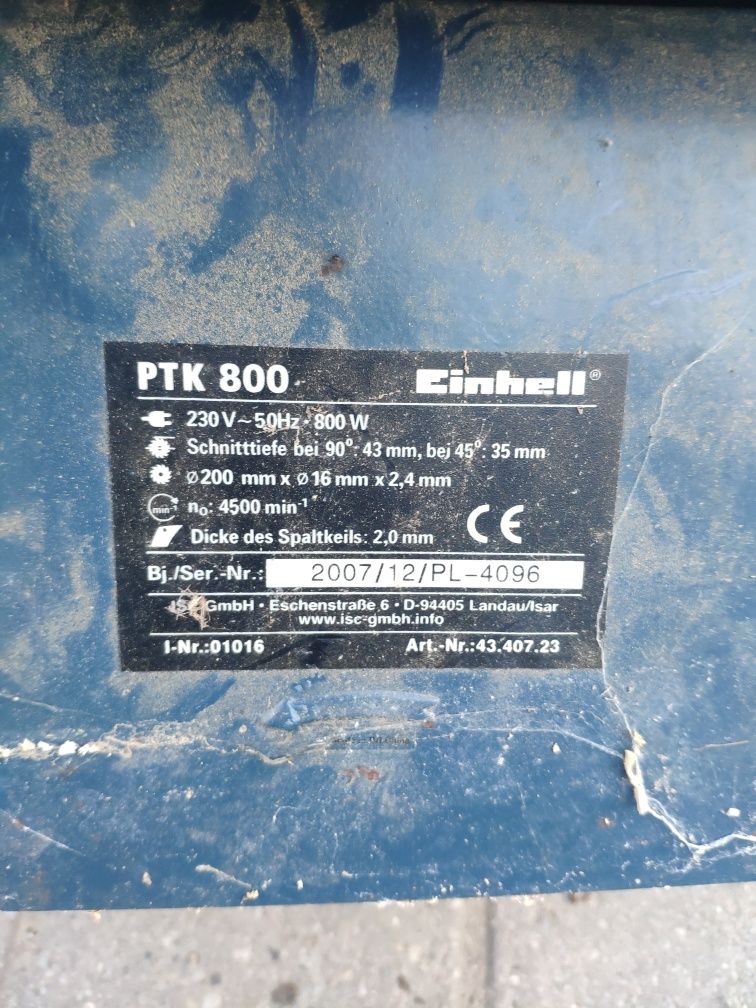 PTK 800 Einhell®
230 V ~ 50Hz · 800 W
Schnitttiefe bei 90°: 43 mm, bei 45°: 35 mm
ø200 mm x ø16 mm x 2,4 mm
min⁻¹ n₀: 4500 min⁻¹
Dicke des Spaltkeils: 2,0 mm CE
Bj./Ser.-Nr.: 2007/12/PL-4096
ISC GmbH · Eschenstraße 6 · D-94405 Landau/Isar
www.isc-gmbh.info
I-Nr.:01016 Art.-Nr.:43.407.23